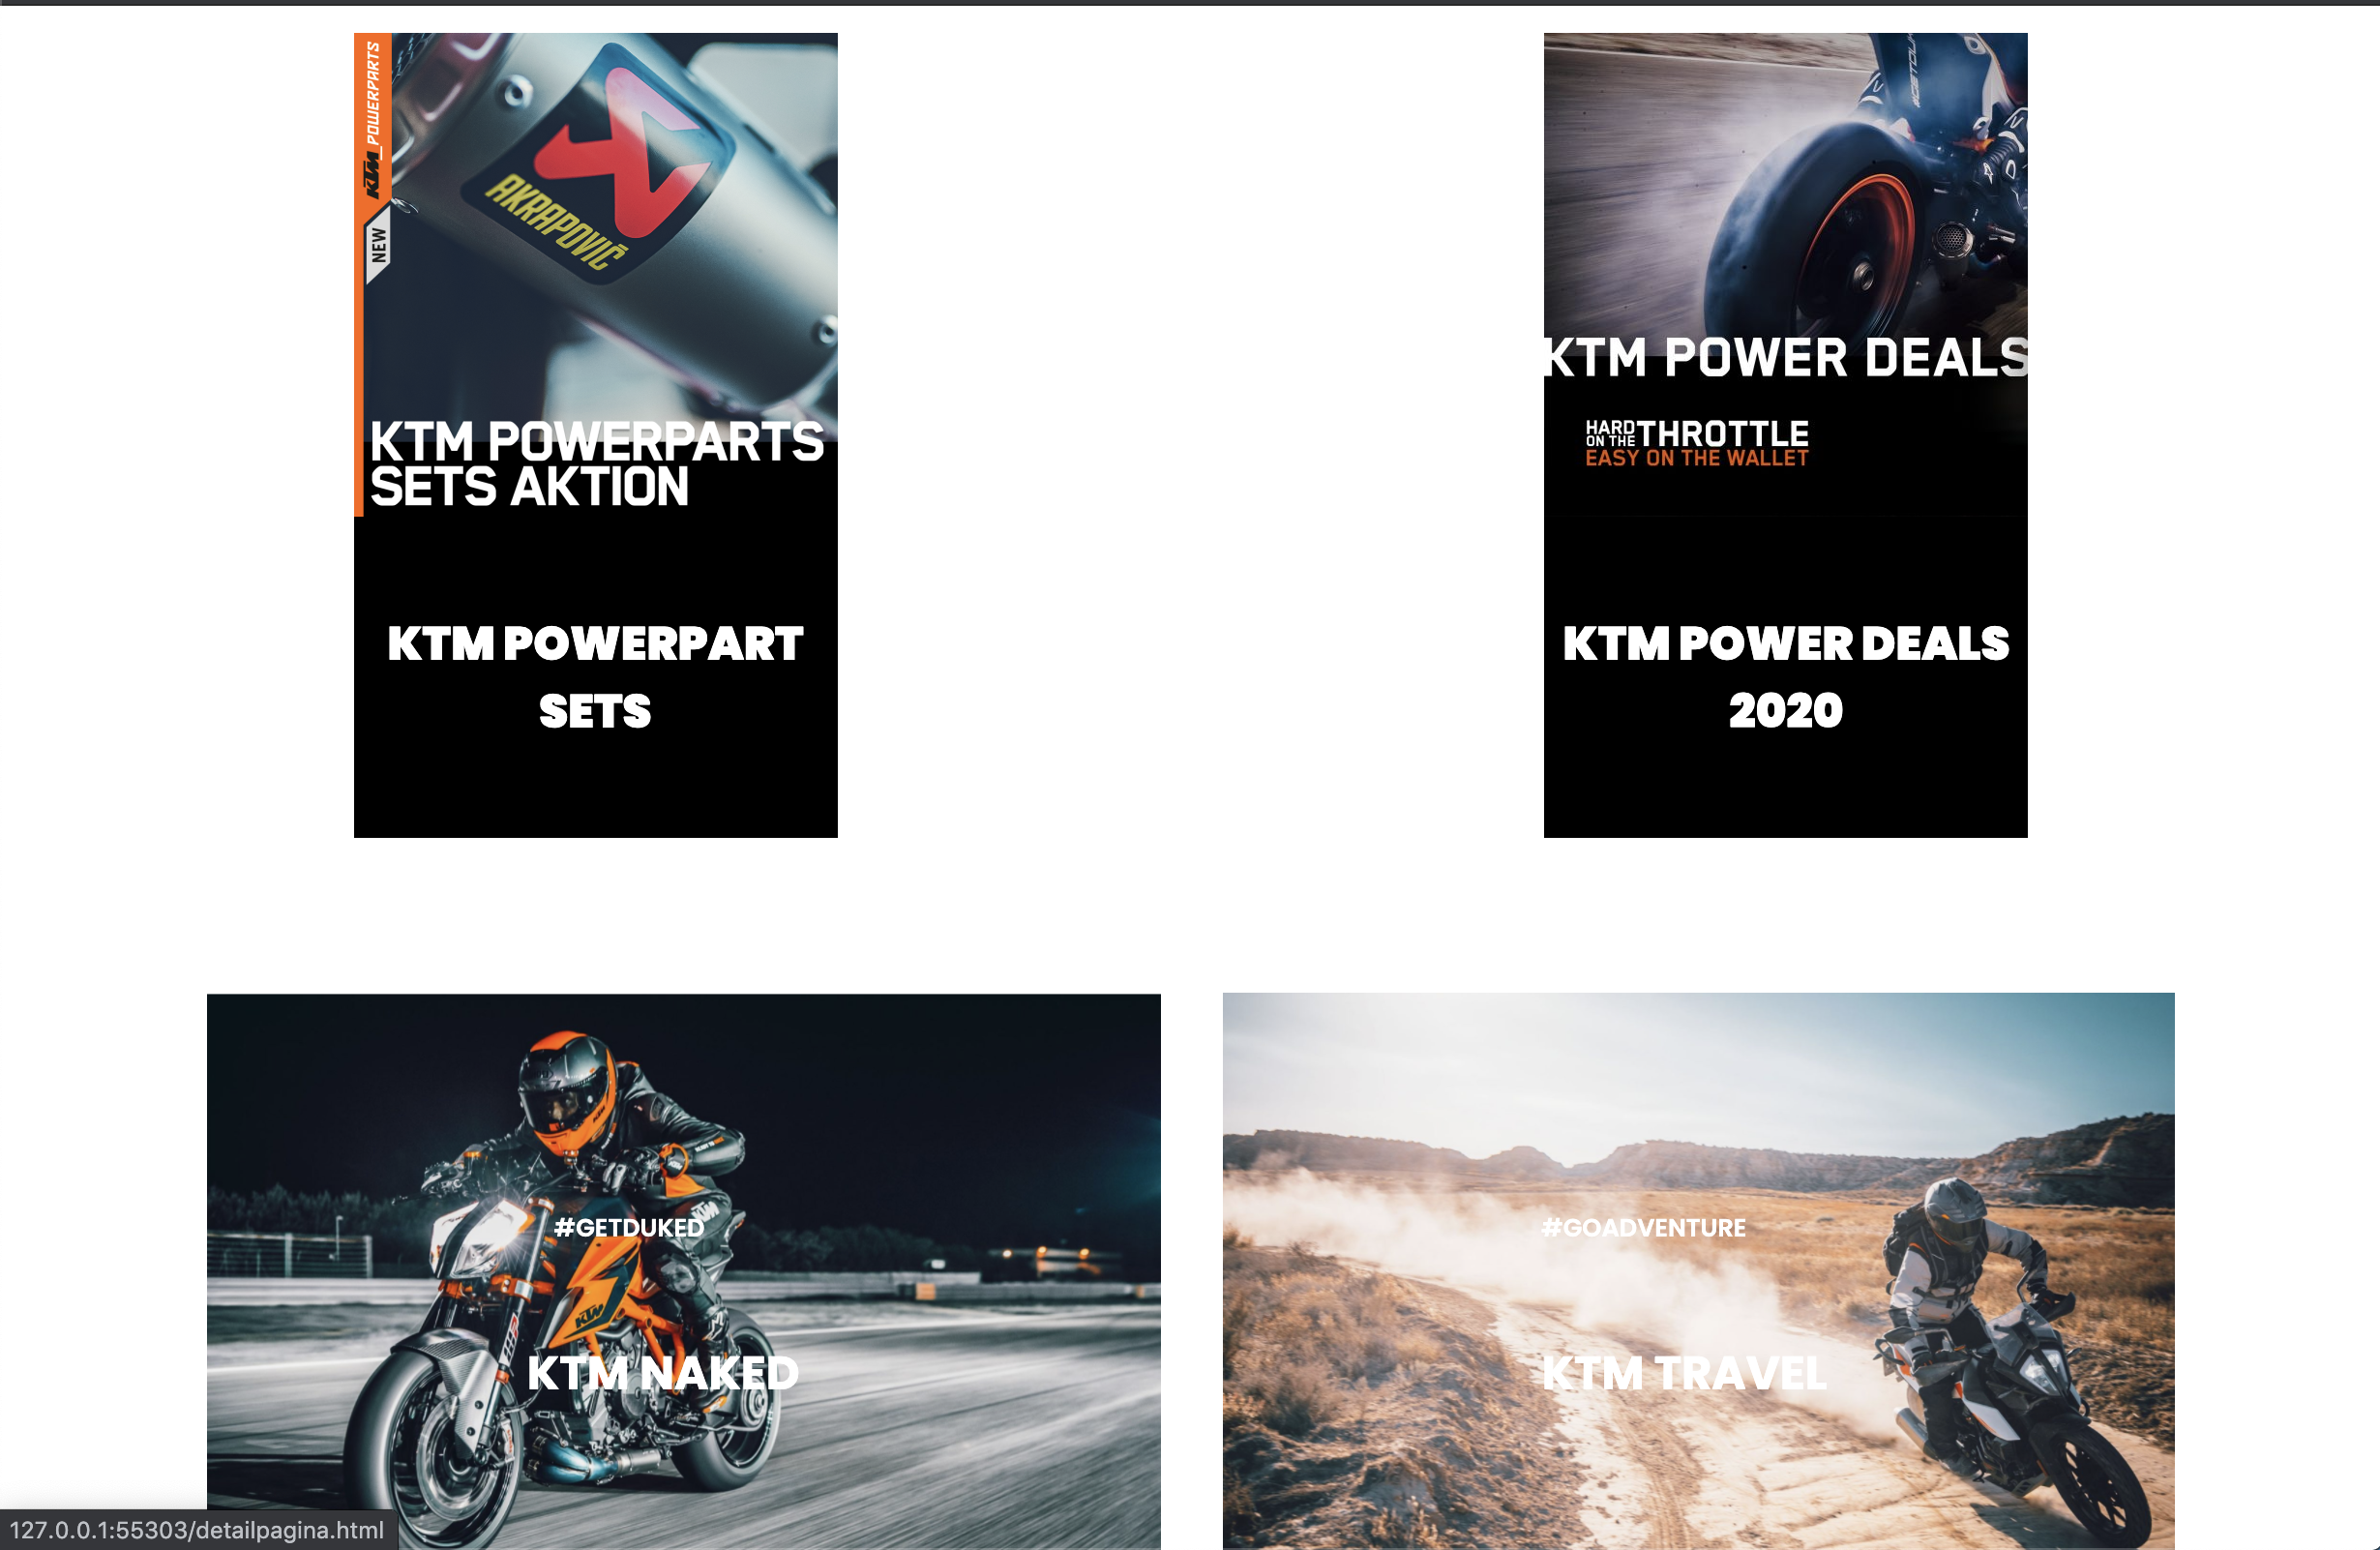 KTM_POWERPARTS
NEW
AKRAPOVIČ
KTM POWERPARTS
SETS AKTION
KTM POWERPART
SETS
KTM POWER DEALS
HARD
ON THE
THROTTLE
EASY ON THE WALLET
KTM POWER DEALS
2020
#GETDUKED
KTM
KTM
KTM NAKED
#GOADVENTURE
KTM TRAVEL
127.0.0.1:55303/detailpagina.html